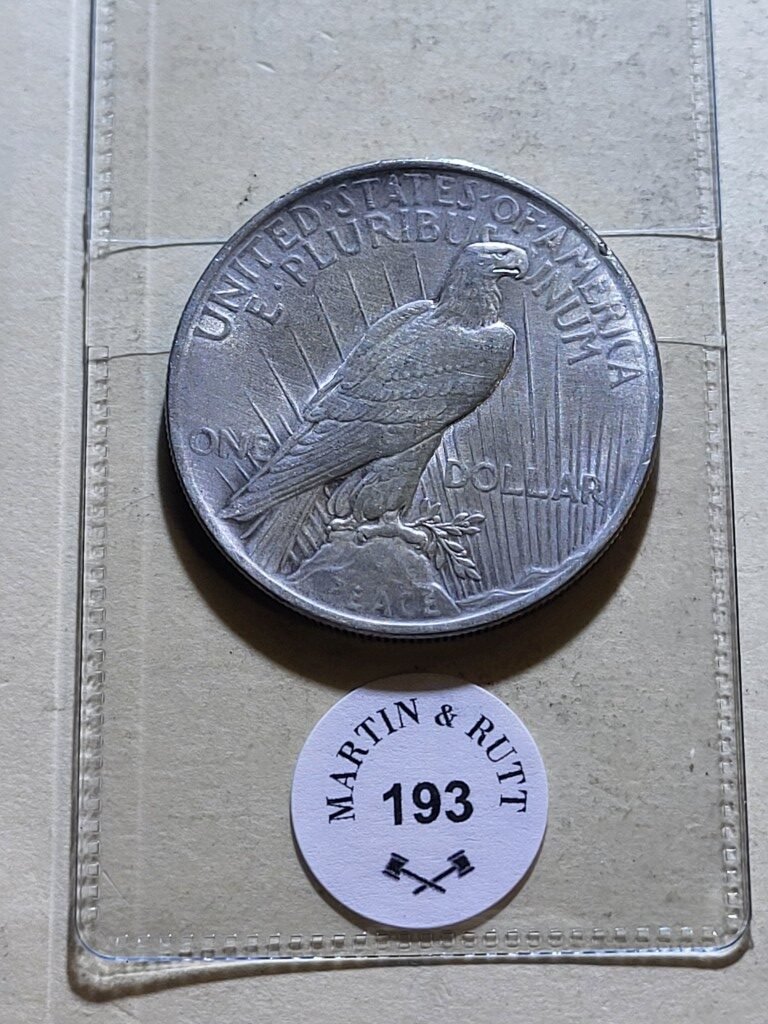 UNITED·STATES·OF·AMERICA
E·PLURIBUS UNUM
ONE DOLLAR
PEACE
MARTIN & RUTT
193